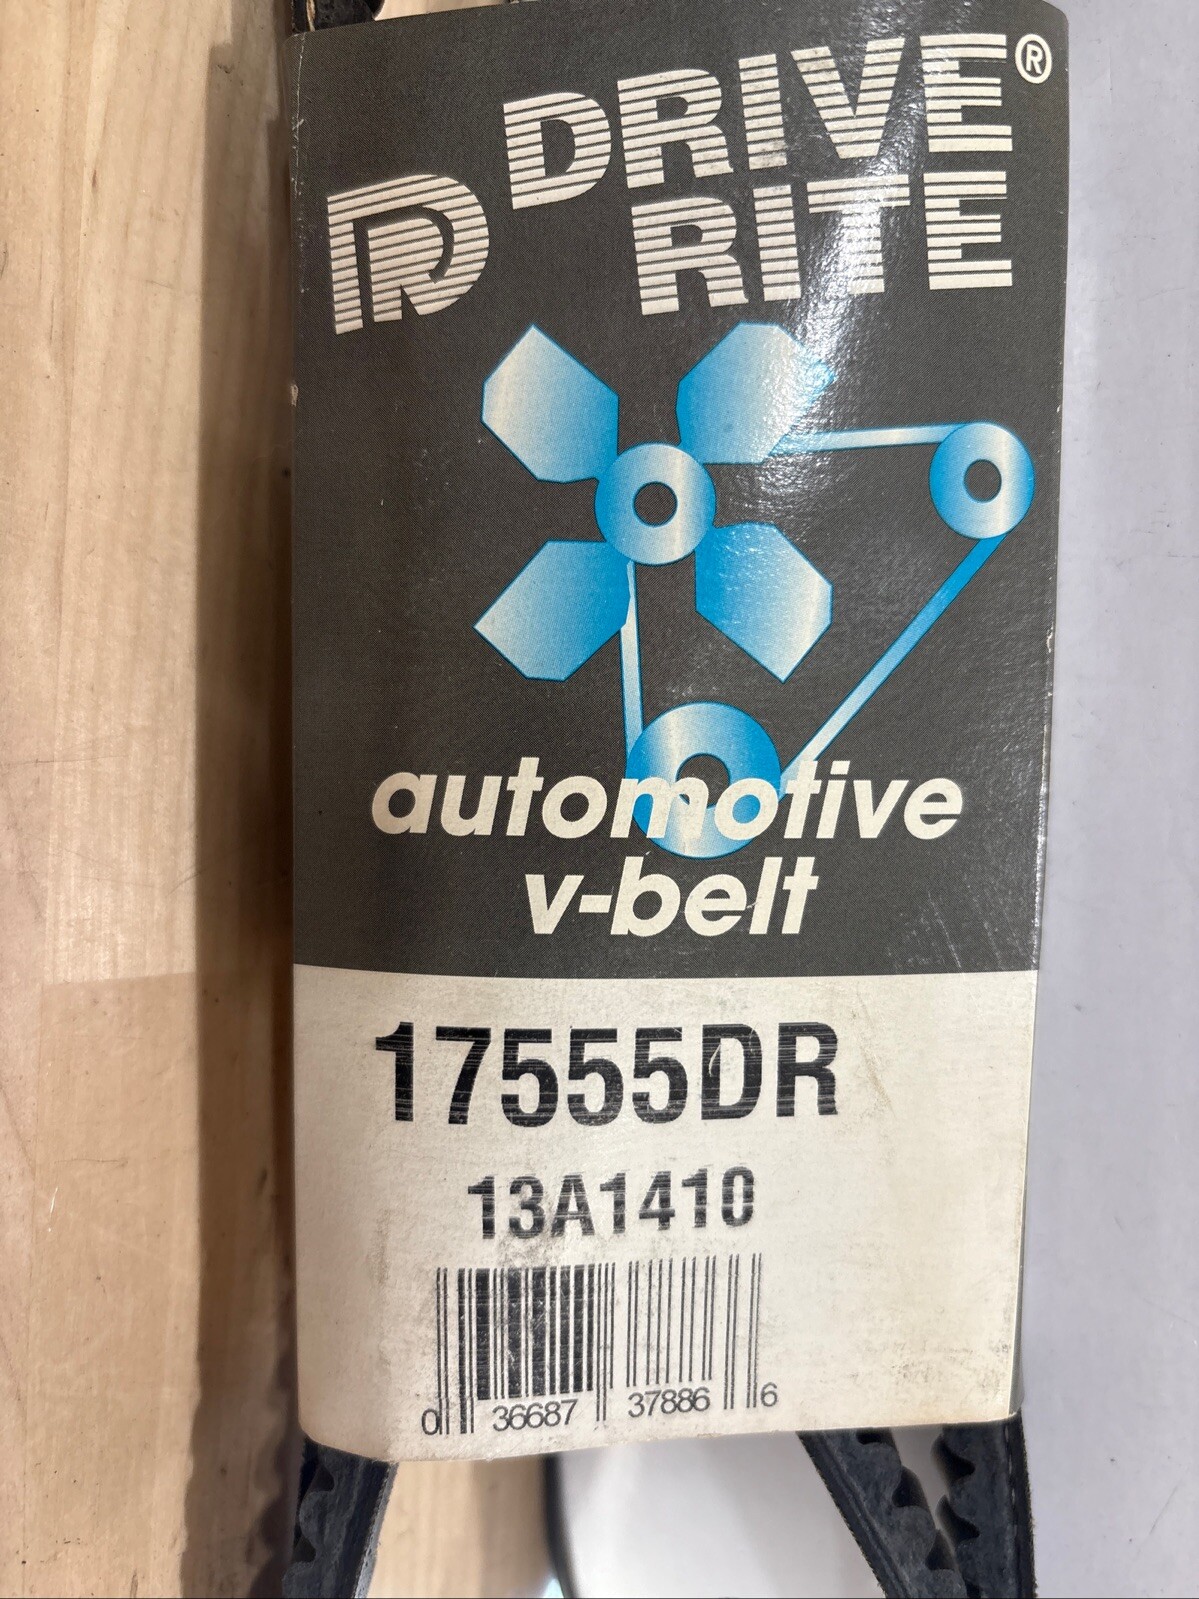 DRIVE®
DR RITE
automotive
v-belt
17555DR
13A1410
0 36687 37886 6